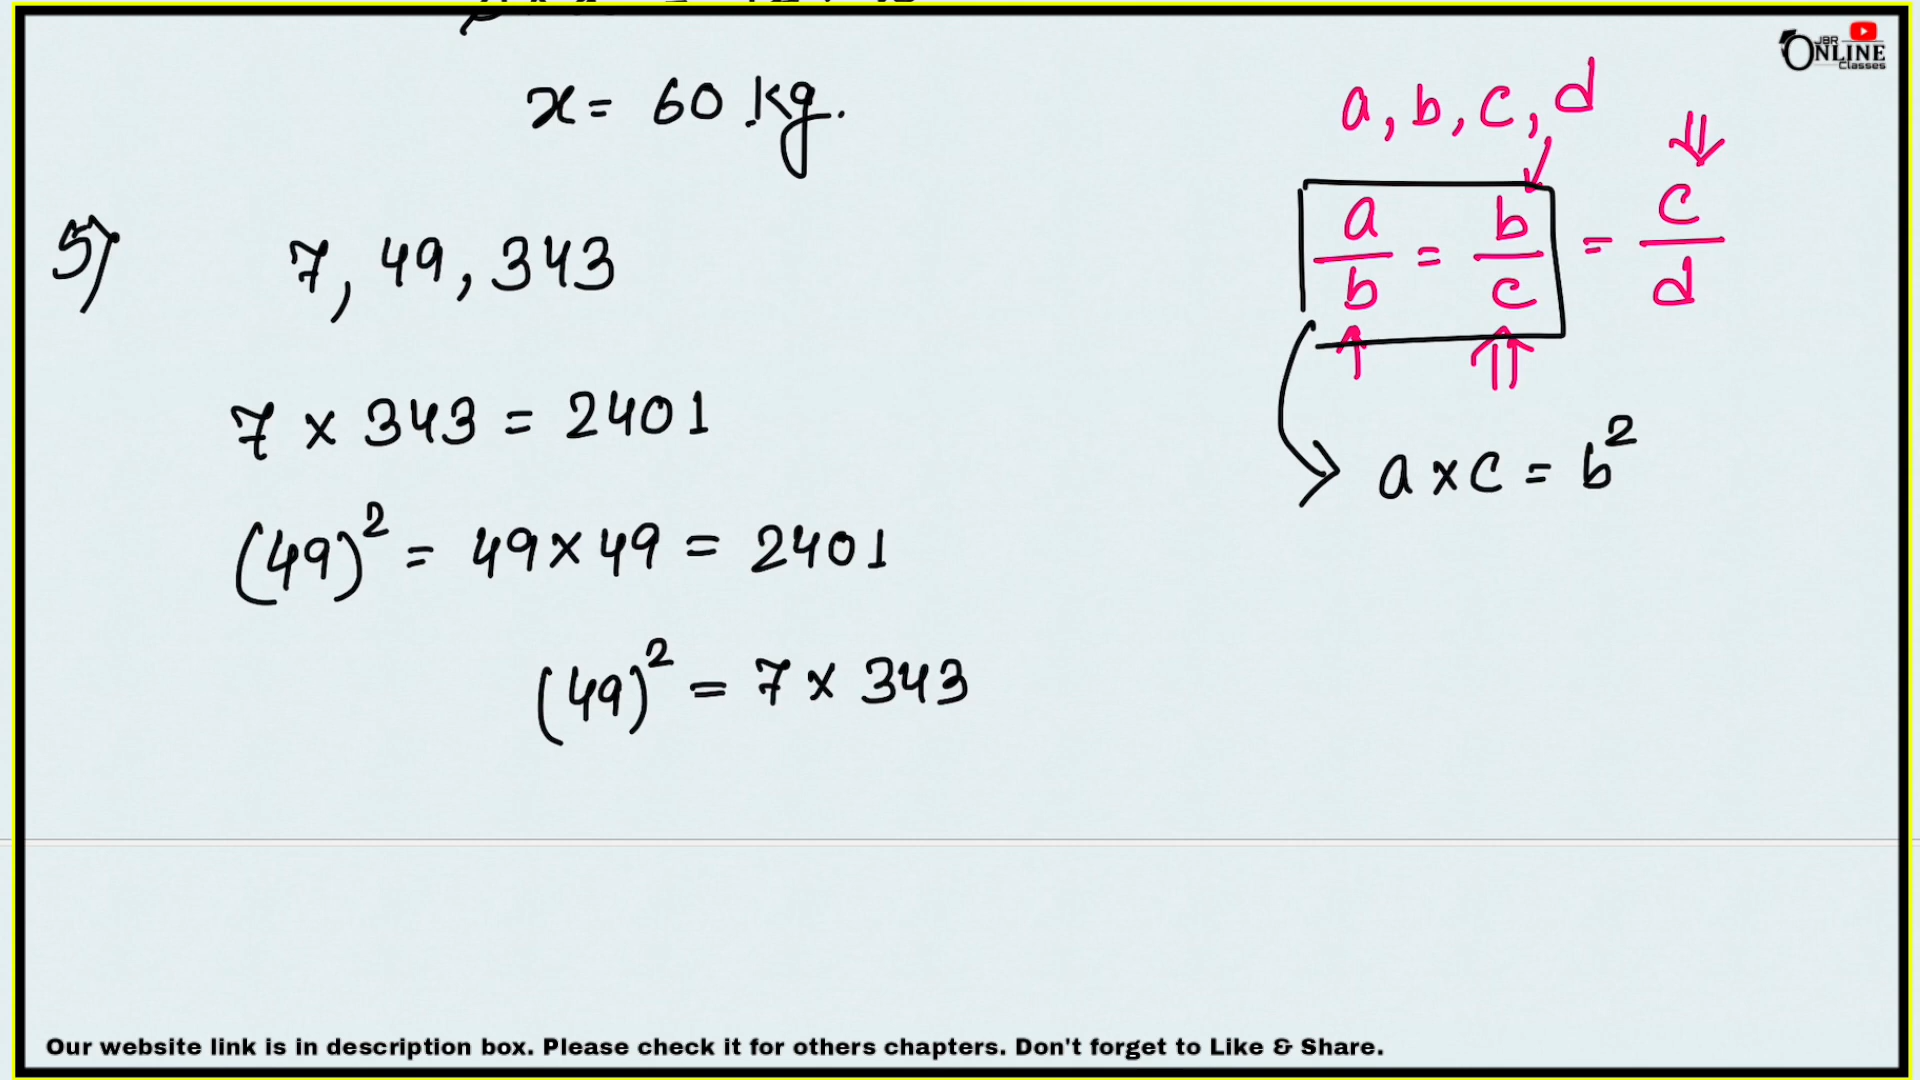 x = 60 kg.
5) 7, 49, 343
7 × 343 = 2401
(49)² = 49 × 49 = 2401
(49)² = 7 × 343
JBR
ONLINE
Classes
a, b, c, d
a/b = b/c = c/d
a × c = b²
Our website link is in description box. Please check it for others chapters. Don't forget to Like & Share.